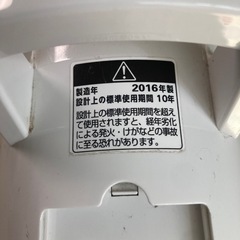 製造年 2016年製
設計上の標準使用期間 10年
設計上の標準使用期間を超え
て使用されますと、経年劣化
による発火・けがなどの事故
に至る恐れがあります。